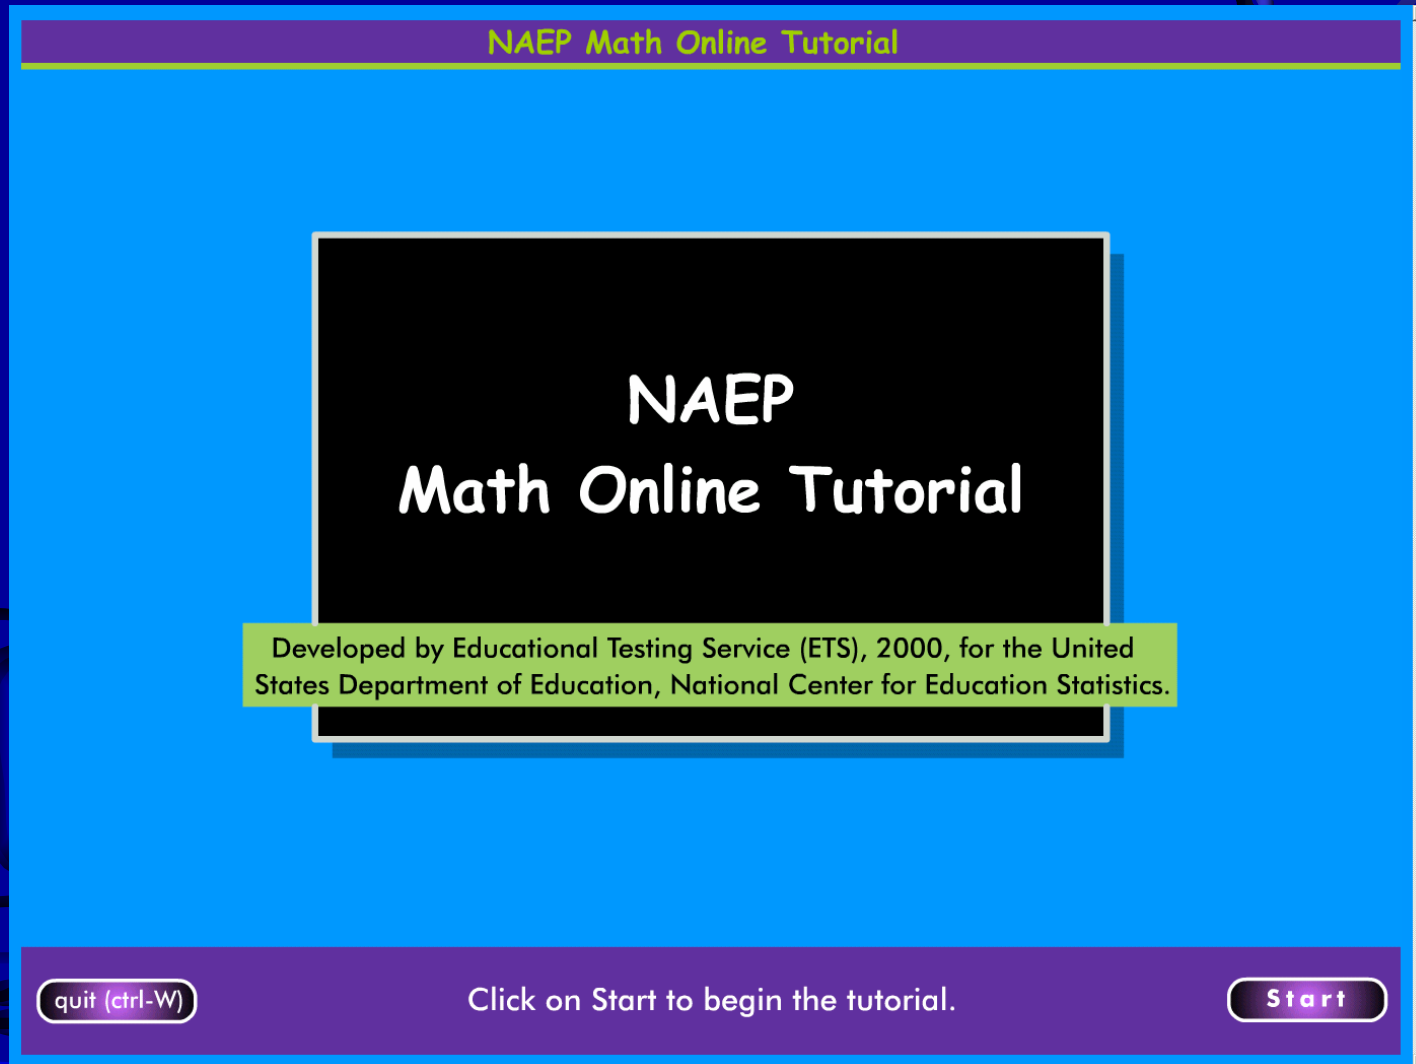 NAEP Math Online Tutorial
NAEP
Math Online Tutorial
Developed by Educational Testing Service (ETS), 2000, for the United
States Department of Education, National Center for Education Statistics.
quit (ctrl-W)
Click on Start to begin the tutorial.
Start